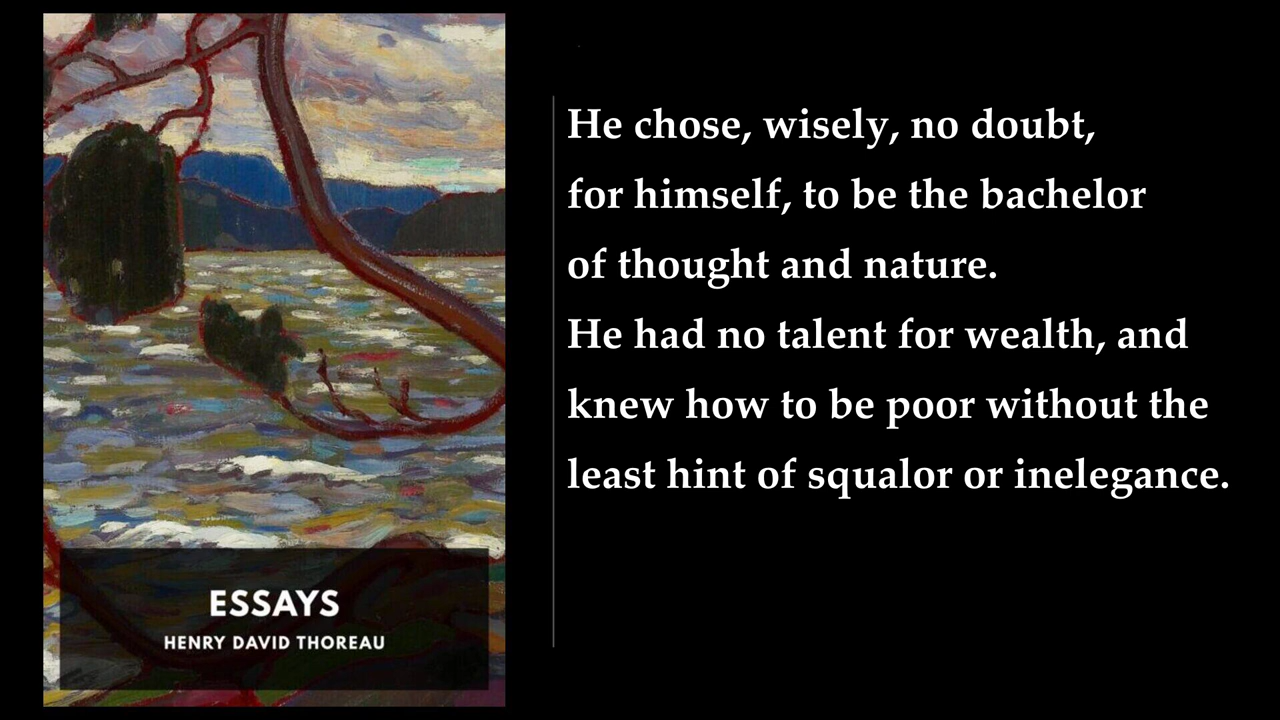 He chose, wisely, no doubt,
for himself, to be the bachelor
of thought and nature.
He had no talent for wealth, and
knew how to be poor without the
least hint of squalor or inelegance.
ESSAYS
HENRY DAVID THOREAU